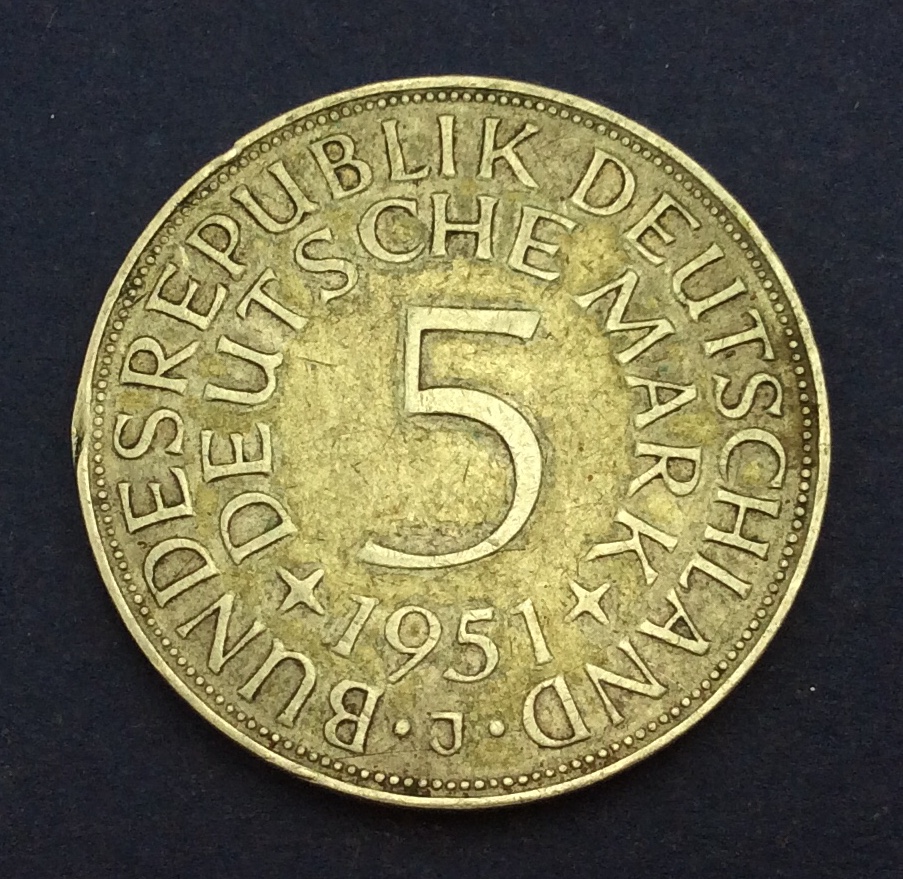 BUNDESREPUBLIK DEUTSCHLAND
DEUTSCHE MARK
5
1951
· J ·